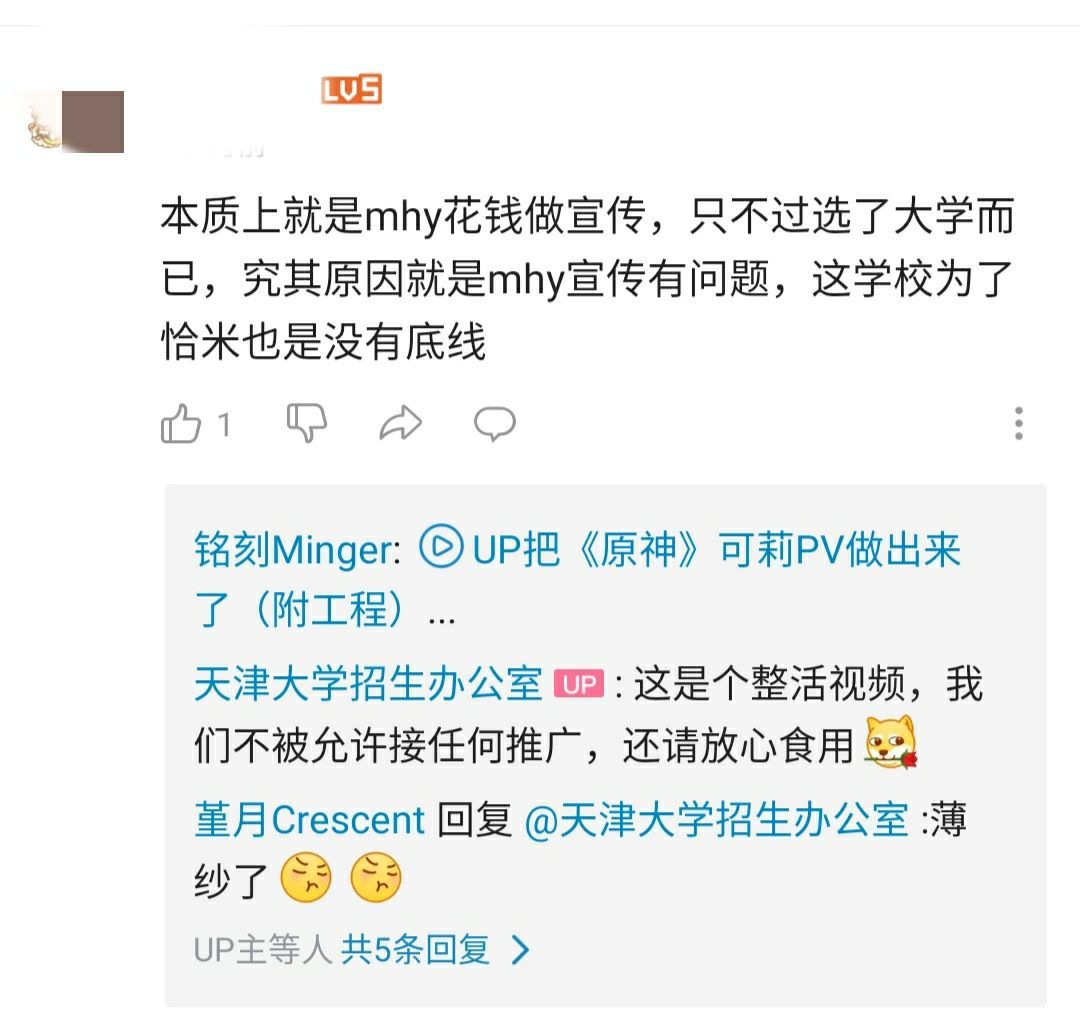 LV5
本质上就是mhy花钱做宣传，只不过选了大学而
已，究其原因就是mhy宣传有问题，这学校为了
恰米也是没有底线
1
铭刻Minger: UP把《原神》可莉PV做出来
了（附工程）...
天津大学招生办公室 UP : 这是个整活视频，我
们不被允许接任何推广，还请放心食用
堇月Crescent 回复 @天津大学招生办公室 :薄
纱了
UP主等人 共5条回复